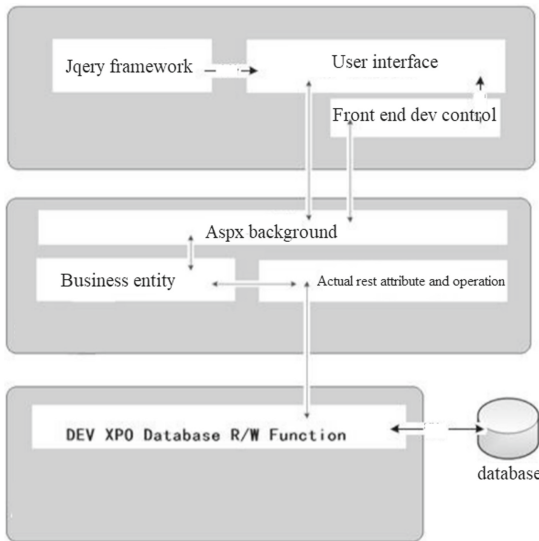 Jqery framework
User interface
Front end dev control
Aspx background
Business entity
Actual rest attribute and operation
DEV XPO Database R/W Function
database